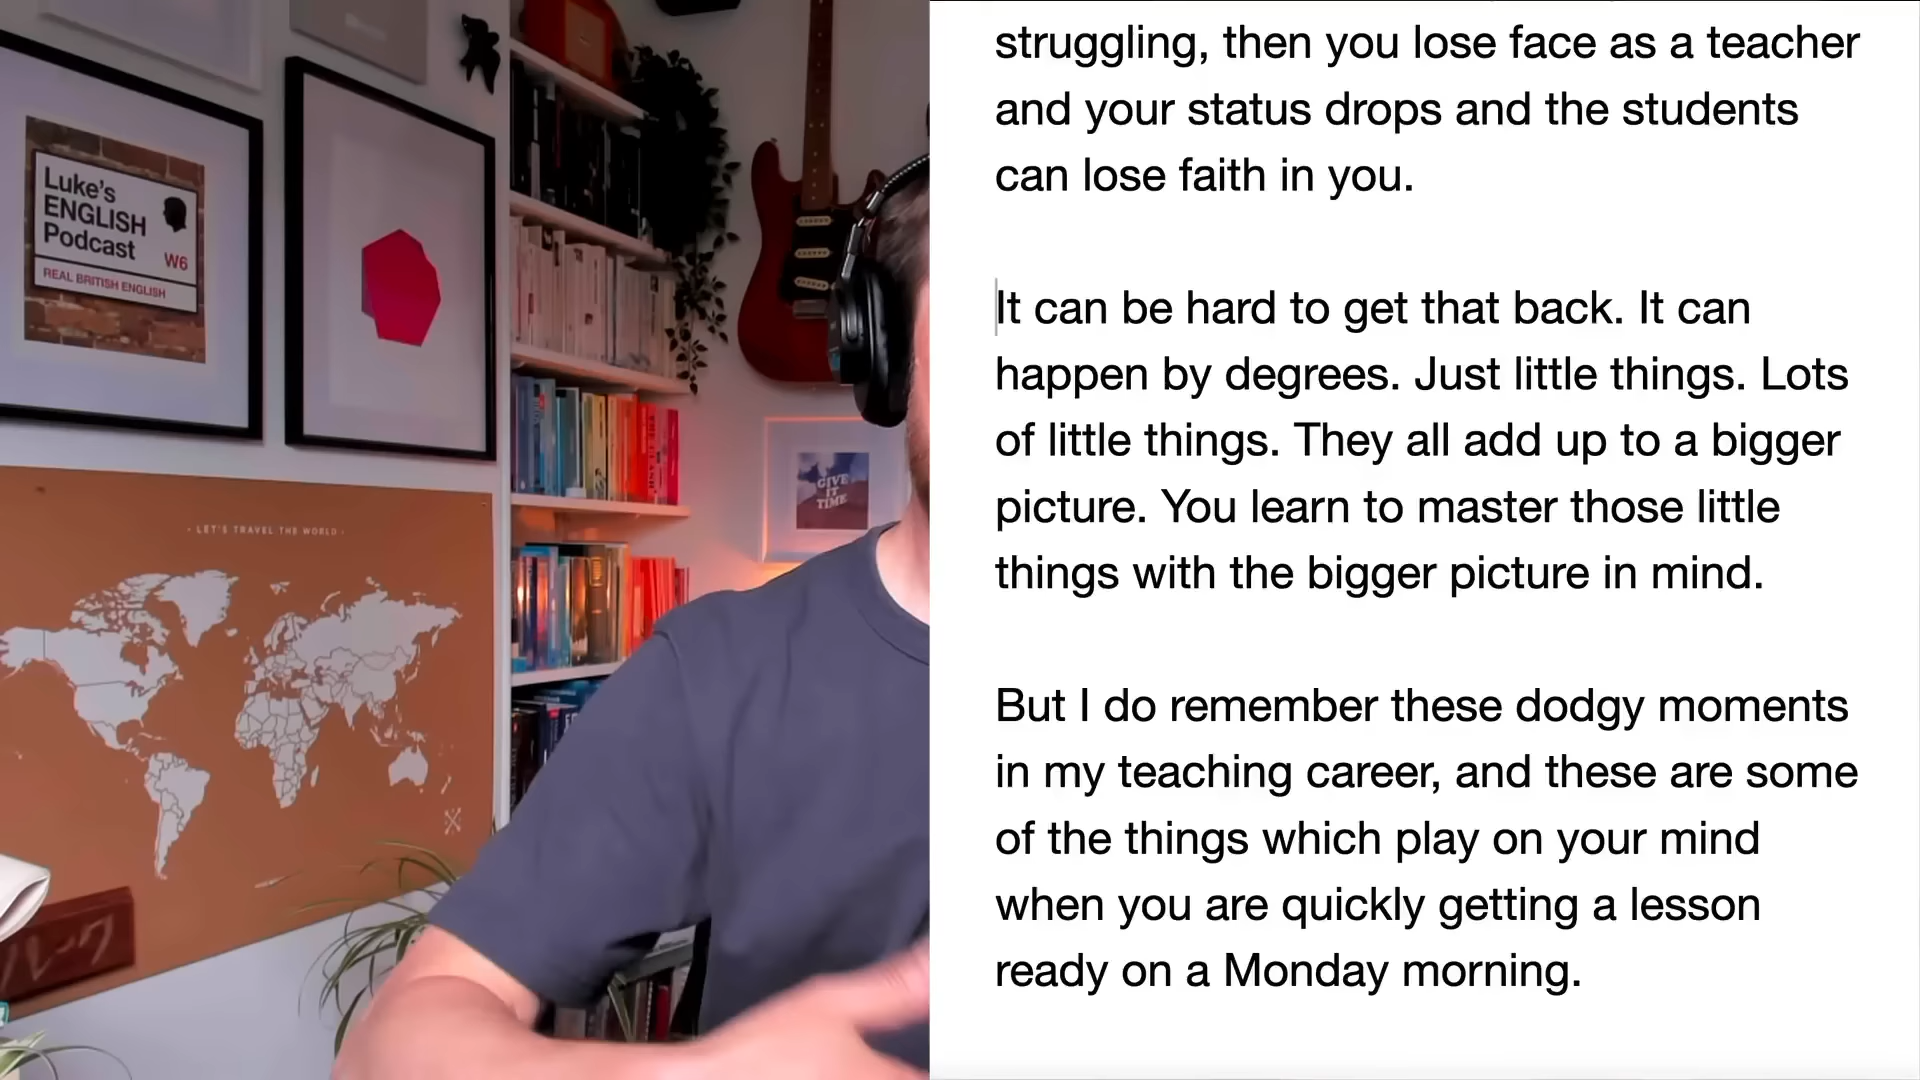 Luke's
ENGLISH
Podcast
W6
REAL BRITISH ENGLISH
· LET'S TRAVEL THE WORLD ·
GIVE
IT
TIME
ルーク
struggling, then you lose face as a teacher
and your status drops and the students
can lose faith in you.
It can be hard to get that back. It can
happen by degrees. Just little things. Lots
of little things. They all add up to a bigger
picture. You learn to master those little
things with the bigger picture in mind.
But I do remember these dodgy moments
in my teaching career, and these are some
of the things which play on your mind
when you are quickly getting a lesson
ready on a Monday morning.